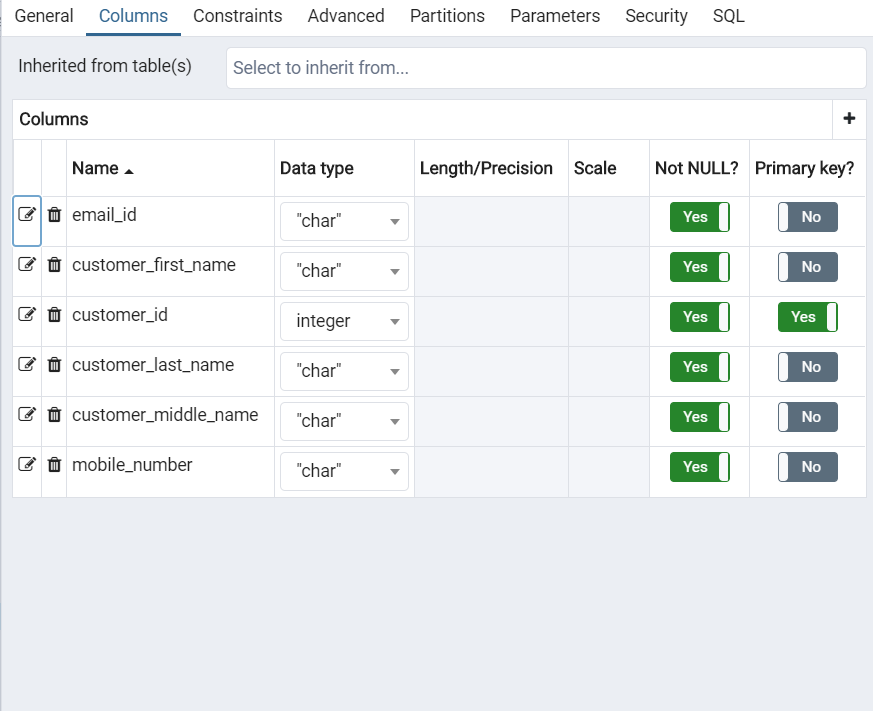 General Columns Constraints Advanced Partitions Parameters Security SQL
Inherited from table(s) Select to inherit from...
Columns
Name Data type Length/Precision Scale Not NULL? Primary key?
email_id "char" Yes No
customer_first_name "char" Yes No
customer_id integer Yes Yes
customer_last_name "char" Yes No
customer_middle_name "char" Yes No
mobile_number "char" Yes No